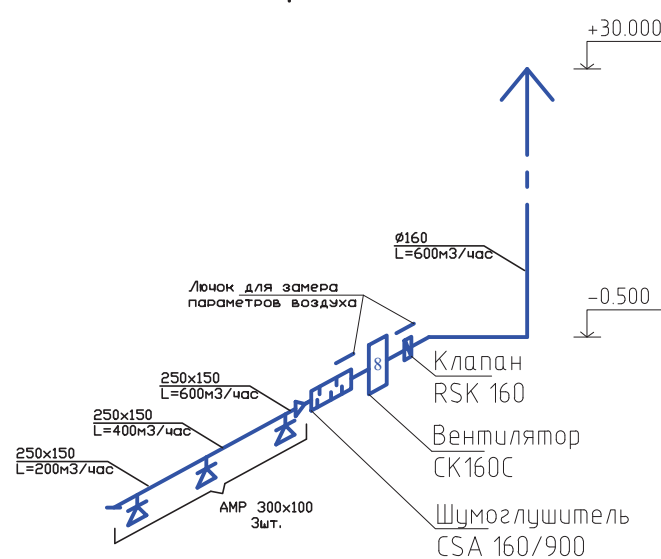 +30.000
ø160
L=600м3/час
Лючок для замера
параметров воздуха
-0.500
8
Клапан
RSK 160
250x150
L=600м3/час
250x150
L=400м3/час
Вентилятор
CK160C
250x150
L=200м3/час
АМР 300x100
3шт.
Шумоглушитель
CSA 160/900